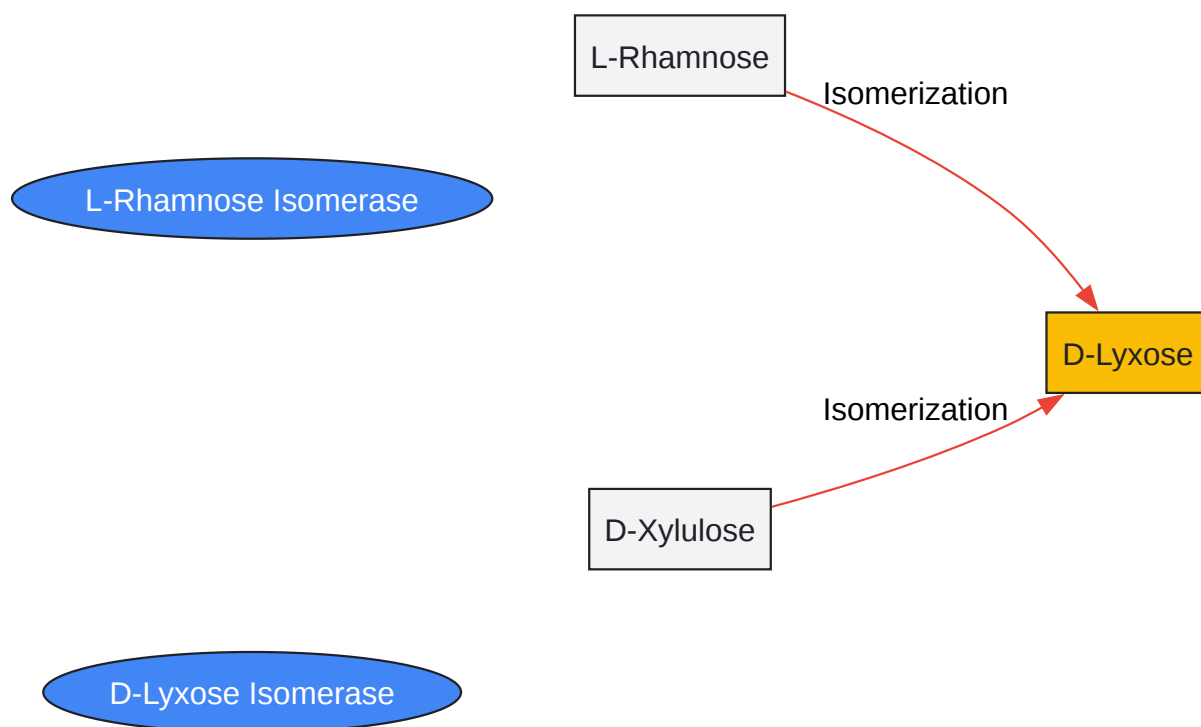 L-Rhamnose
Isomerization
L-Rhamnose Isomerase
D-Lyxose
Isomerization
D-Xylulose
D-Lyxose Isomerase